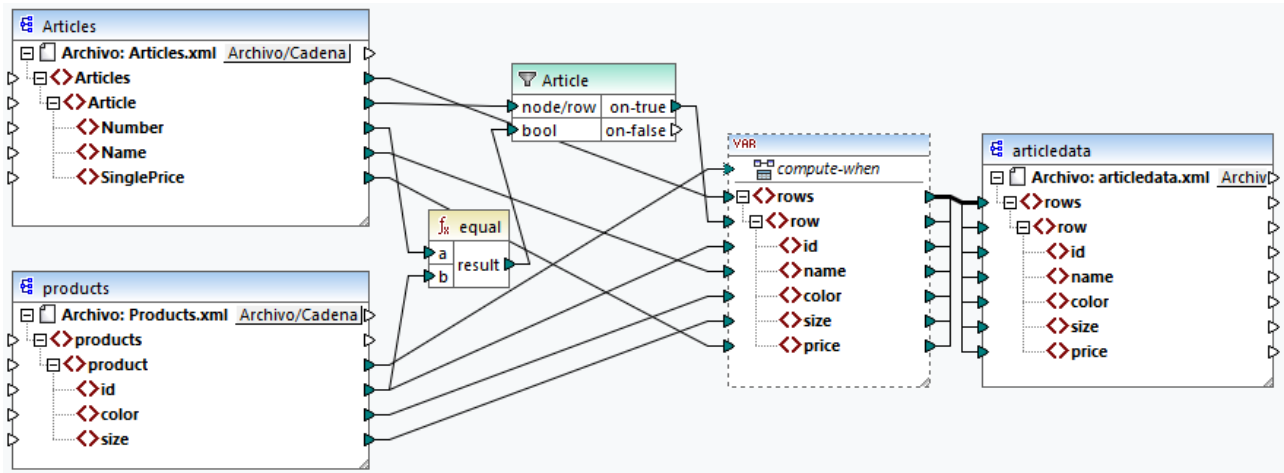 Articles
Archivo: Articles.xml Archivo/Cadena
Articles
Article
Number
Name
SinglePrice
products
Archivo: Products.xml Archivo/Cadena
products
product
id
color
size
fx equal
a
b
result
Article
node/row on-true
bool on-false
VAR
compute-when
rows
row
id
name
color
size
price
articledata
Archivo: articledata.xml Archiv
rows
row
id
name
color
size
price